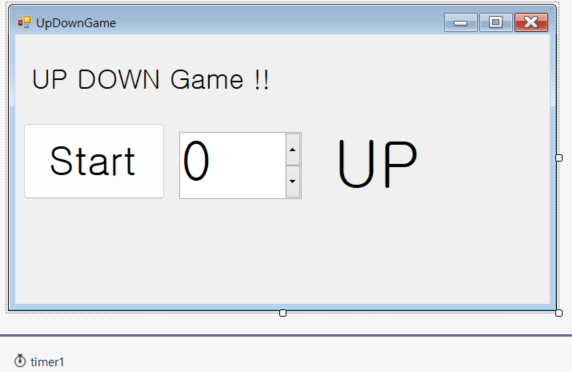 UpDownGame
UP DOWN Game !!
Start 0 UP
timer1